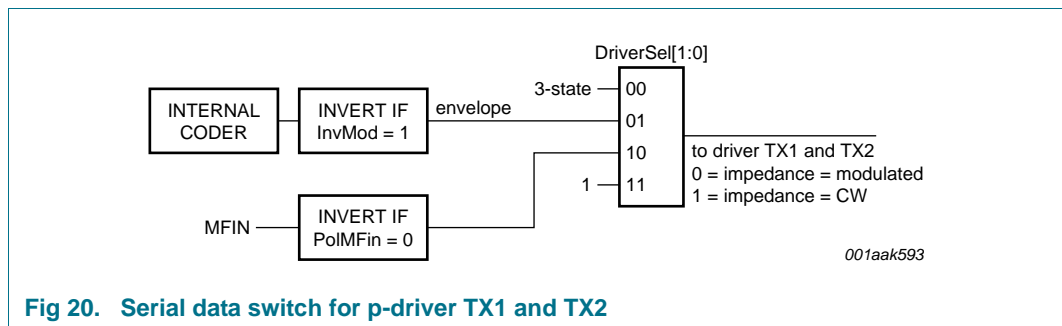 DriverSel[1:0]
3-state
00
INTERNAL
CODER
INVERT IF
InvMod = 1
envelope
01
10
1
11
to driver TX1 and TX2
0 = impedance = modulated
1 = impedance = CW
MFIN
INVERT IF
PolMFin = 0
001aak593
Fig 20. Serial data switch for p-driver TX1 and TX2